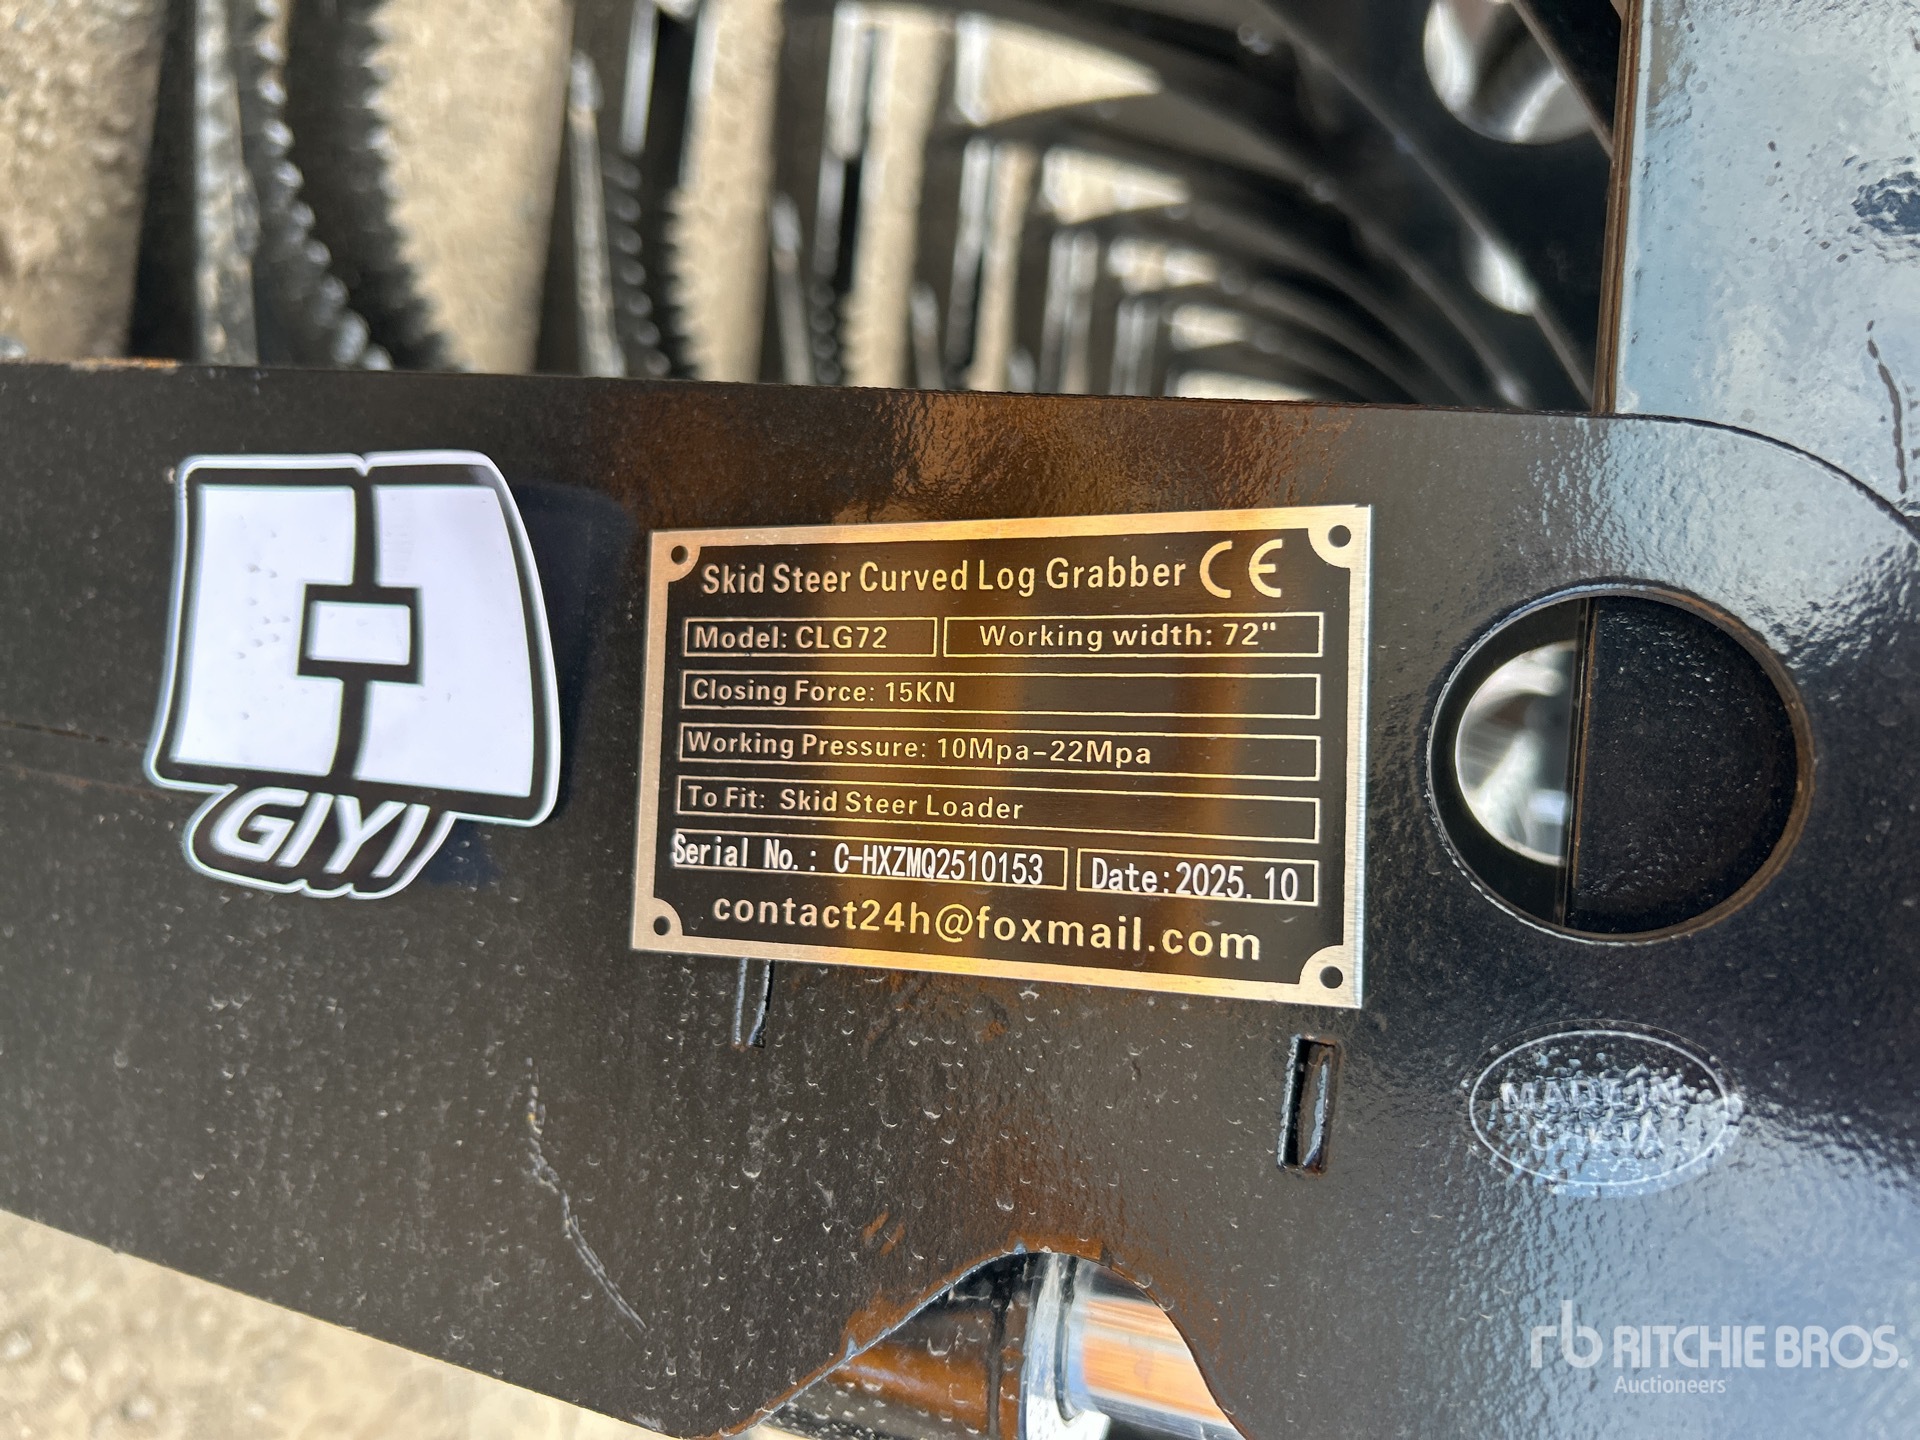 GIYI
Skid Steer Curved Log Grabber CE
Model: CLG72
Working width: 72"
Closing Force: 15KN
Working Pressure: 10Mpa-22Mpa
To Fit: Skid Steer Loader
Serial No.: C-HXZMQ2510153
Date:2025.10
contact24h@foxmail.com
MADE IN
CHINA
rb RITCHIE BROS.
Auctioneers